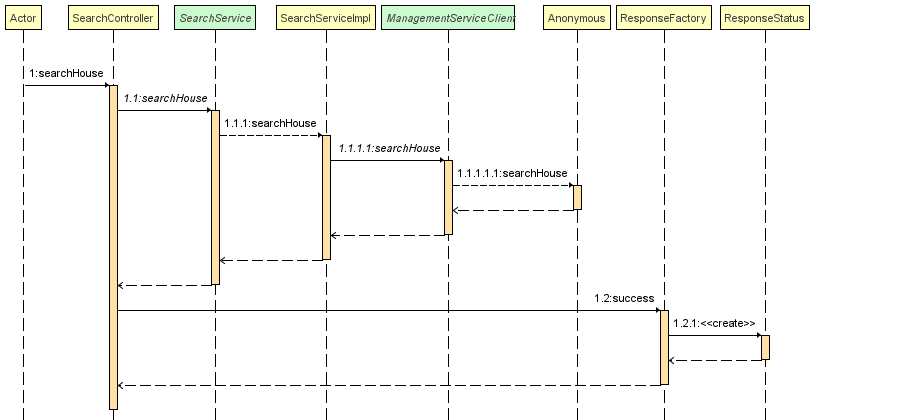 Actor
SearchController
SearchService
SearchServiceImpl
ManagementServiceClient
Anonymous
ResponseFactory
ResponseStatus
1:searchHouse
1.1:searchHouse
1.1.1:searchHouse
1.1.1.1:searchHouse
1.1.1.1.1:searchHouse
1.2:success
1.2.1:<<create>>